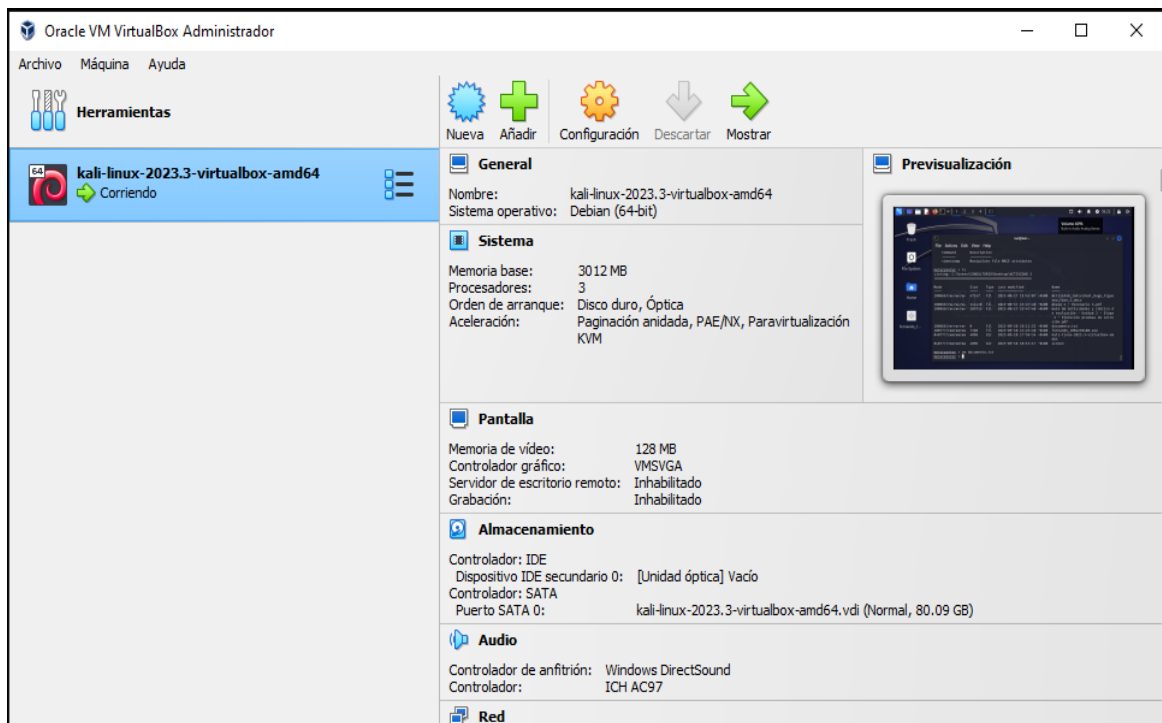 Oracle VM VirtualBox Administrador
Archivo Máquina Ayuda
Herramientas
Nueva Añadir Configuración Descartar Mostrar
64
kali-linux-2023.3-virtualbox-amd64
Corriendo
General
Nombre: kali-linux-2023.3-virtualbox-amd64
Sistema operativo: Debian (64-bit)
Previsualización
Sistema
Memoria base: 3012 MB
Procesadores: 3
Orden de arranque: Disco duro, Óptica
Aceleración: Paginación anidada, PAE/NX, Paravirtualización
KVM
Pantalla
Memoria de vídeo: 128 MB
Controlador gráfico: VMSVGA
Servidor de escritorio remoto: Inhabilitado
Grabación: Inhabilitado
Almacenamiento
Controlador: IDE
Dispositivo IDE secundario 0: [Unidad óptica] Vacío
Controlador: SATA
Puerto SATA 0: kali-linux-2023.3-virtualbox-amd64.vdi (Normal, 80.09 GB)
Audio
Controlador de anfitrión: Windows DirectSound
Controlador: ICH AC97
Red